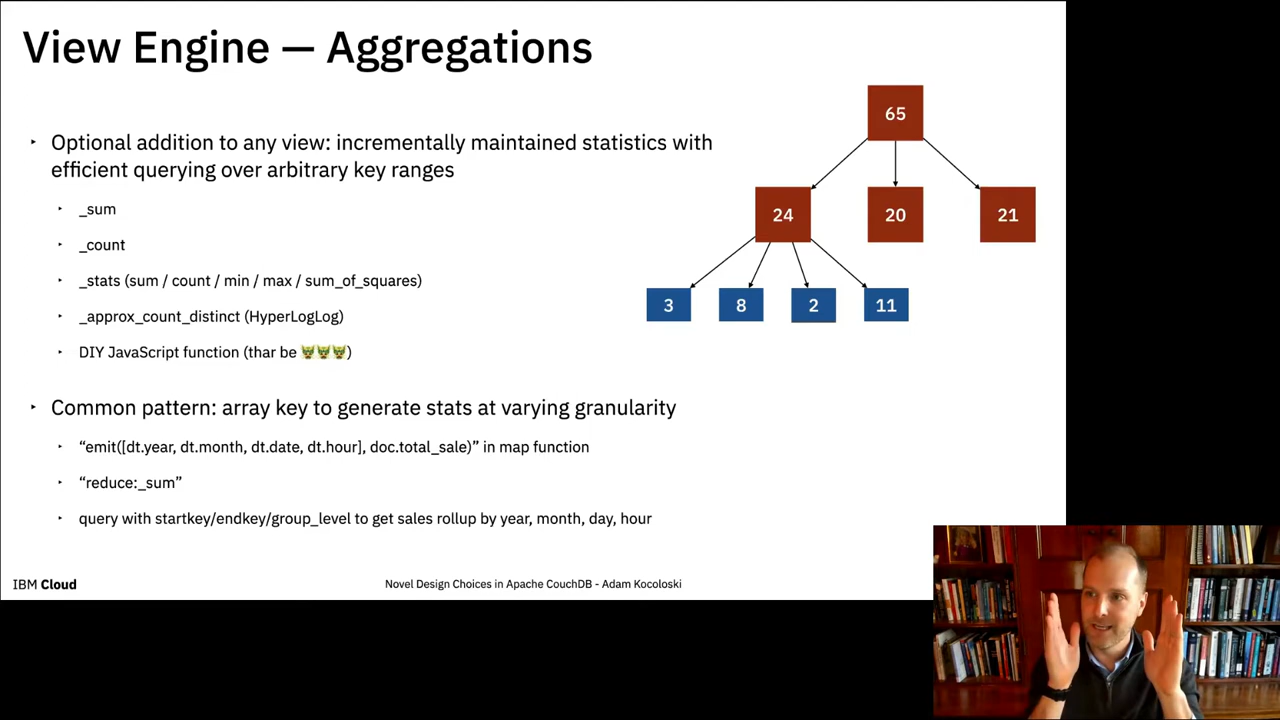 View Engine — Aggregations
‣ Optional addition to any view: incrementally maintained statistics with
efficient querying over arbitrary key ranges
‣ _sum
‣ _count
‣ _stats (sum / count / min / max / sum_of_squares)
‣ _approx_count_distinct (HyperLogLog)
‣ DIY JavaScript function (thar be 🐲🐲🐲)
‣ Common pattern: array key to generate stats at varying granularity
‣ “emit([dt.year, dt.month, dt.date, dt.hour], doc.total_sale)” in map function
‣ “reduce:_sum”
‣ query with startkey/endkey/group_level to get sales rollup by year, month, day, hour
65
24 20 21
3 8 2 11
IBM Cloud
Novel Design Choices in Apache CouchDB - Adam Kocoloski